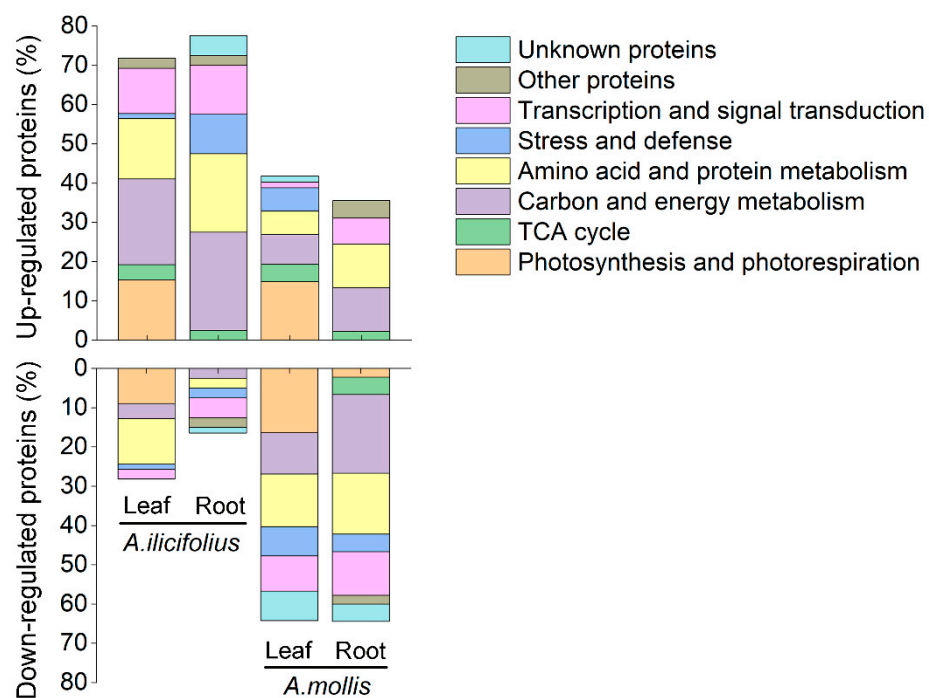 Up-regulated proteins (%)
80
70
60
50
40
30
20
10
0
Unknown proteins
Other proteins
Transcription and signal transduction
Stress and defense
Amino acid and protein metabolism
Carbon and energy metabolism
TCA cycle
Photosynthesis and photorespiration
Down-regulated proteins (%)
0
10
20
30
40
50
60
70
80
Leaf Root
A.ilicifolius
Leaf Root
A.mollis